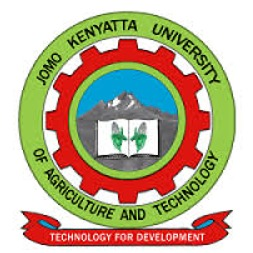 JOMO KENYATTA UNIVERSITY
OF AGRICULTURE AND TECHNOLOGY
TECHNOLOGY FOR DEVELOPMENT